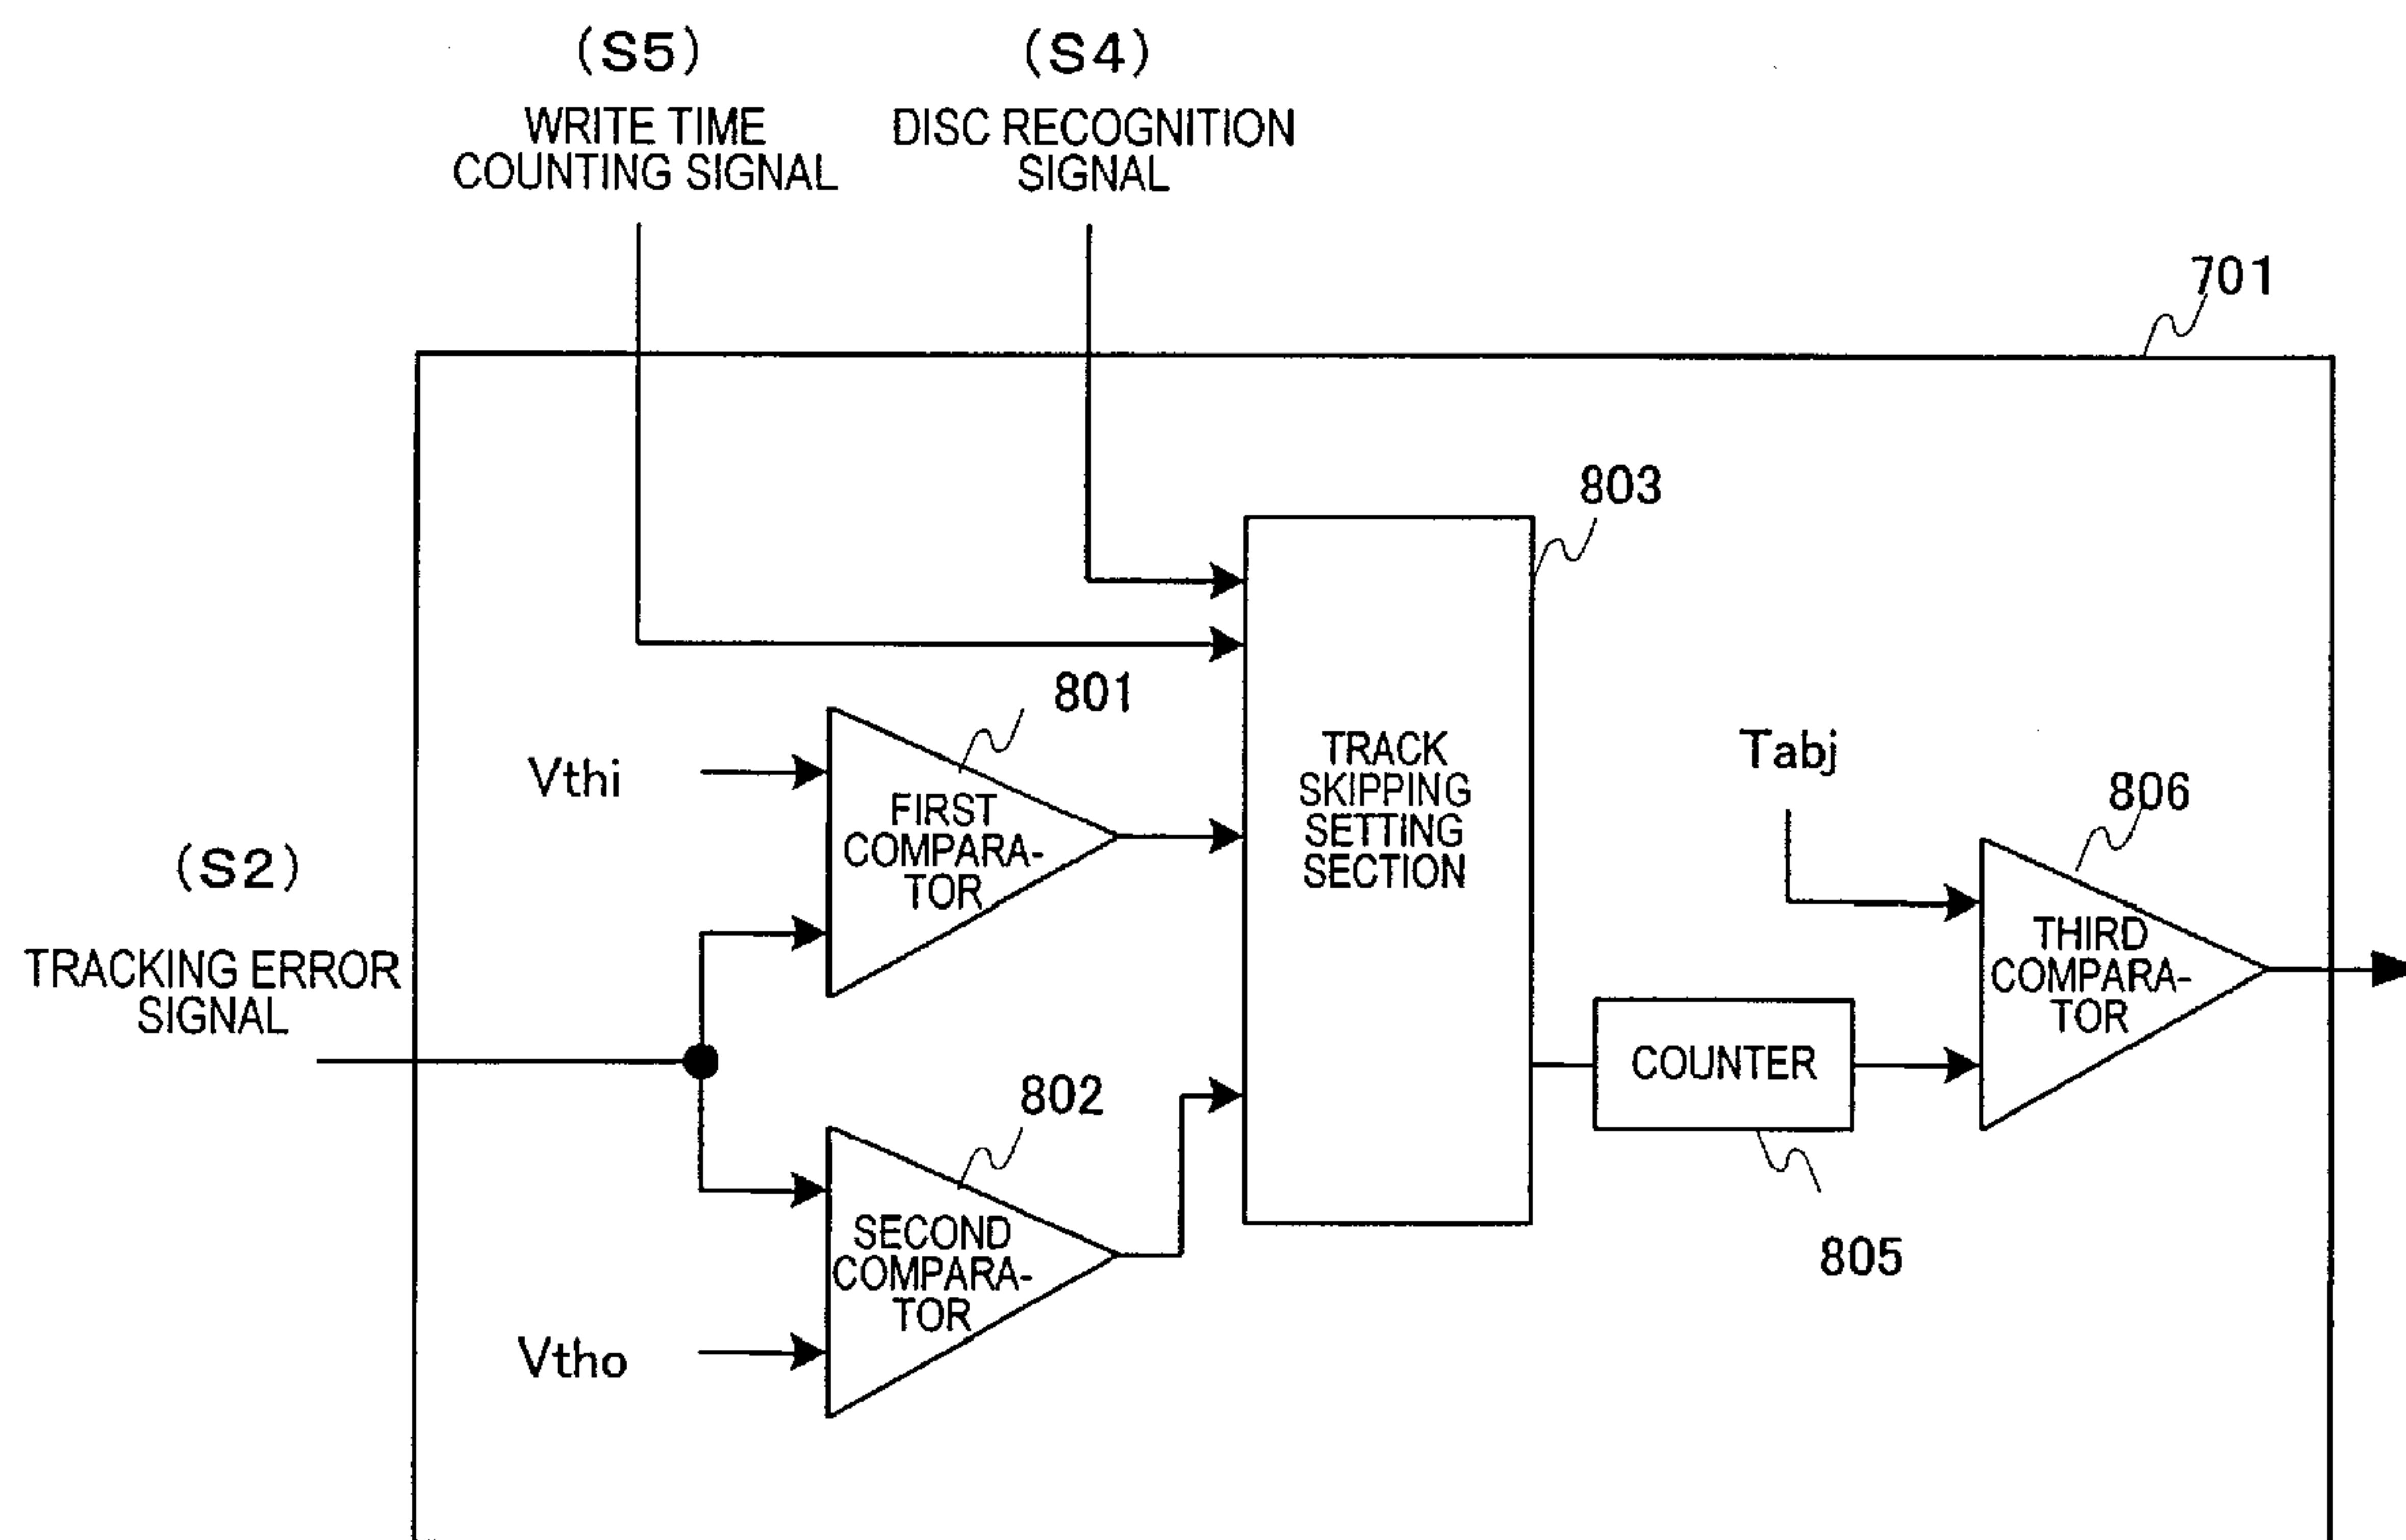 (S5)
WRITE TIME
COUNTING SIGNAL
(S4)
DISC RECOGNITION
SIGNAL
701
803
801
Vthi
FIRST
COMPARA-
TOR
TRACK
SKIPPING
SETTING
SECTION
Tabj
806
THIRD
COMPARA-
TOR
(S2)
TRACKING ERROR
SIGNAL
COUNTER
805
802
SECOND
COMPARA-
TOR
Vtho